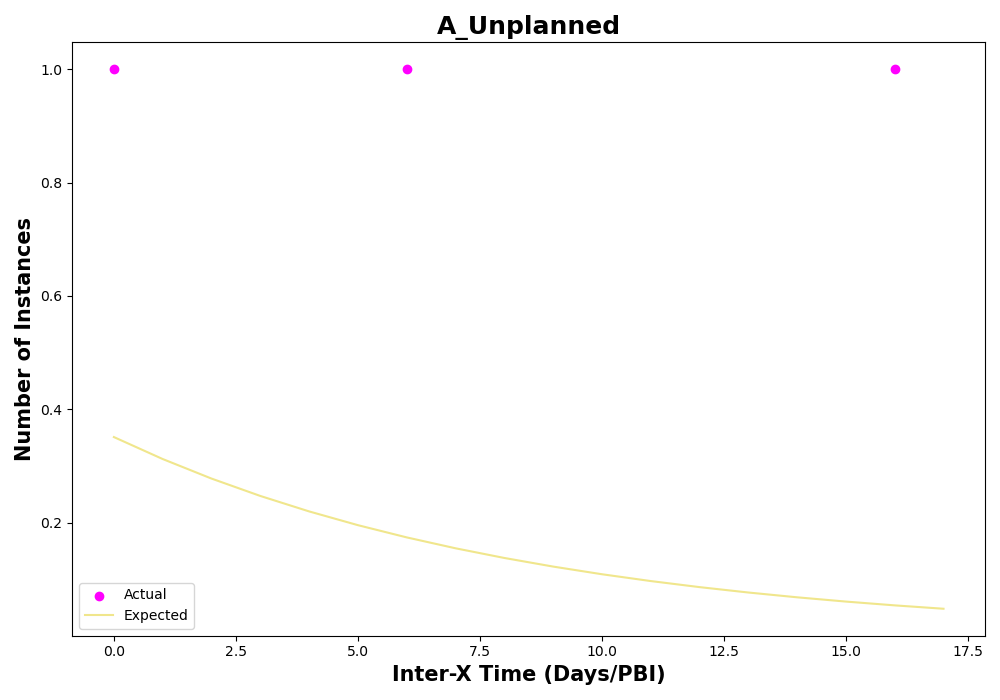 A_Unplanned
Number of Instances
1.0
0.8
0.6
0.4
0.2
Actual
Expected
0.0 2.5 5.0 7.5 10.0 12.5 15.0 17.5
Inter-X Time (Days/PBI)